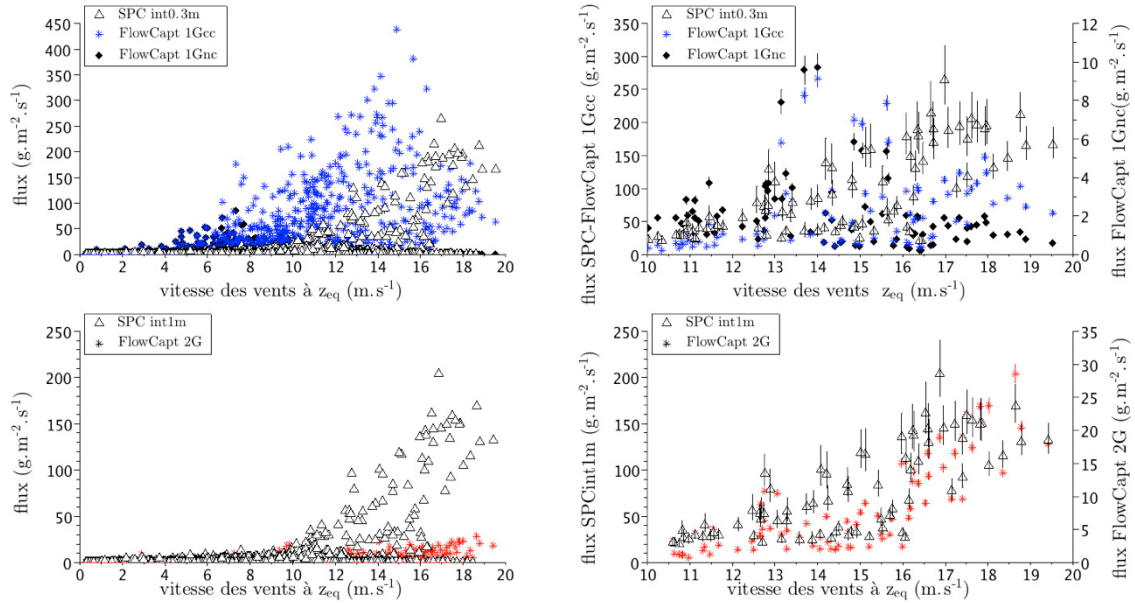 SPC int0.3m
FlowCapt 1Gcc
FlowCapt 1Gnc
flux (g.m⁻².s⁻¹)
450
400
350
300
250
200
150
100
50
0
0 2 4 6 8 10 12 14 16 18 20
vitesse des vents à zeq (m.s⁻¹)
SPC int0.3m
FlowCapt 1Gcc
FlowCapt 1Gnc
flux SPC-FlowCapt 1Gcc (g.m⁻².s⁻¹)
350
300
250
200
150
100
50
0
10 11 12 13 14 15 16 17 18 19 20
vitesse des vents zeq (m.s⁻¹)
12
10
8
6
4
2
0
flux FlowCapt 1Gnc(g.m⁻².s⁻¹)
SPC int1m
FlowCapt 2G
flux (g.m⁻².s⁻¹)
250
200
150
100
50
0
0 2 4 6 8 10 12 14 16 18 20
vitesse des vents à zeq (m.s⁻¹)
SPC int1m
FlowCapt 2G
flux SPCint1m (g.m⁻².s⁻¹)
250
200
150
100
50
0
10 11 12 13 14 15 16 17 18 19 20
vitesse des vents à zeq (m.s⁻¹)
35
30
25
20
15
10
5
0
flux FlowCapt 2G (g.m⁻².s⁻¹)